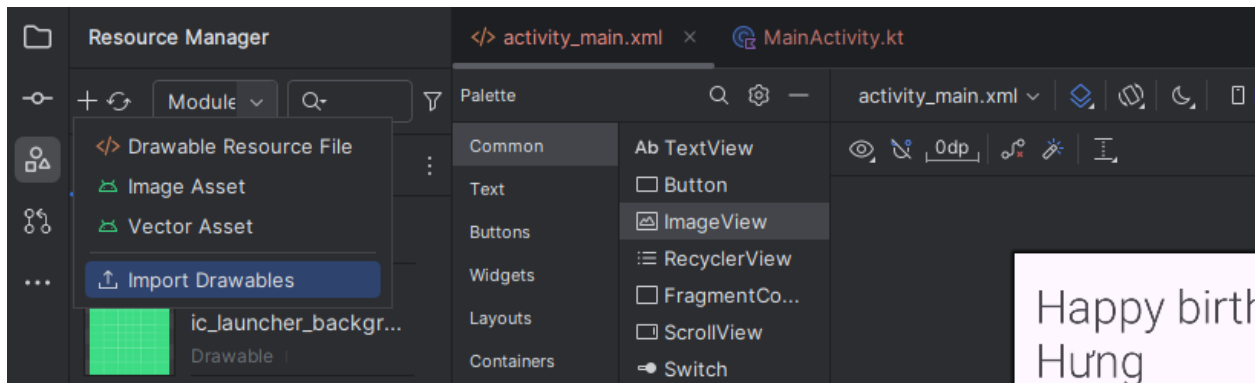 Resource Manager
activity_main.xml
MainActivity.kt
Module
Drawable Resource File
Image Asset
Vector Asset
Import Drawables
ic_launcher_backgr...
Drawable
Palette
Common
Text
Buttons
Widgets
Layouts
Containers
Ab TextView
Button
ImageView
RecyclerView
FragmentCo...
ScrollView
Switch
activity_main.xml
0dp
Happy birth
Hưng